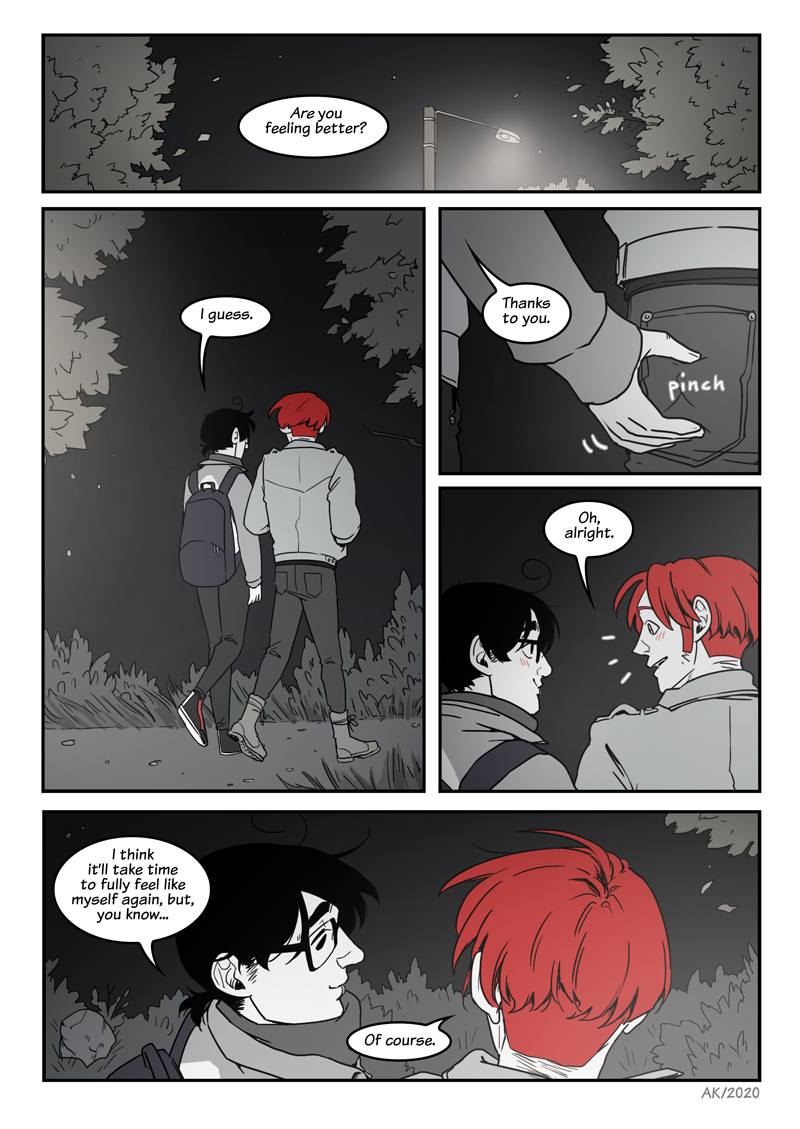 Are you
feeling better?
I guess.
Thanks
to you.
pinch
Oh,
alright.
I think
it'll take time
to fully feel like
myself again, but,
you know...
Of course.
AK/2020